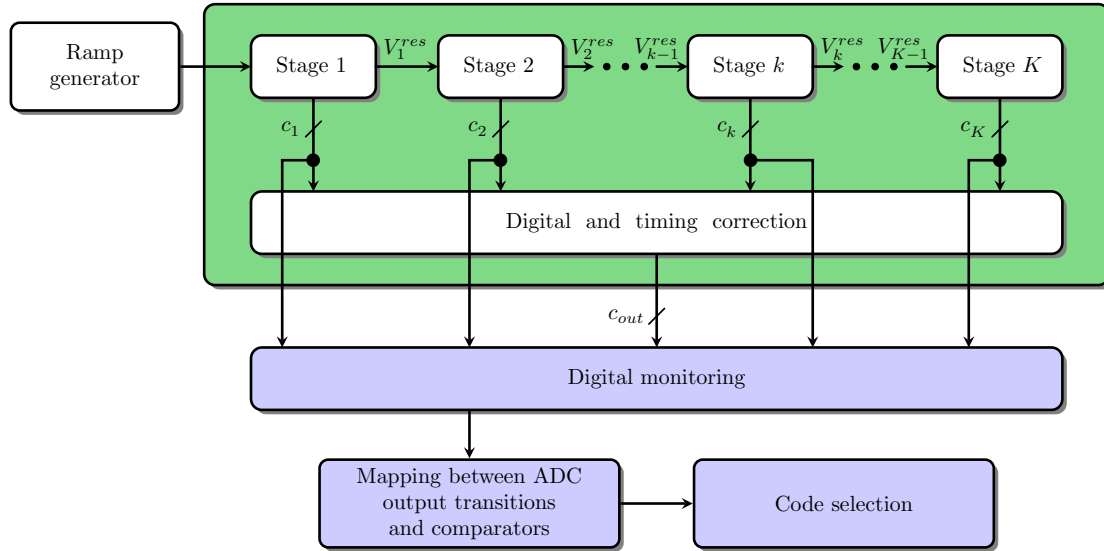 Ramp
generator
Stage 1
V_1^{res}
Stage 2
V_2^{res}
V_{k-1}^{res}
Stage k
V_k^{res}
V_{K-1}^{res}
Stage K
c_1
c_2
c_k
c_K
Digital and timing correction
c_{out}
Digital monitoring
Mapping between ADC
output transitions
and comparators
Code selection